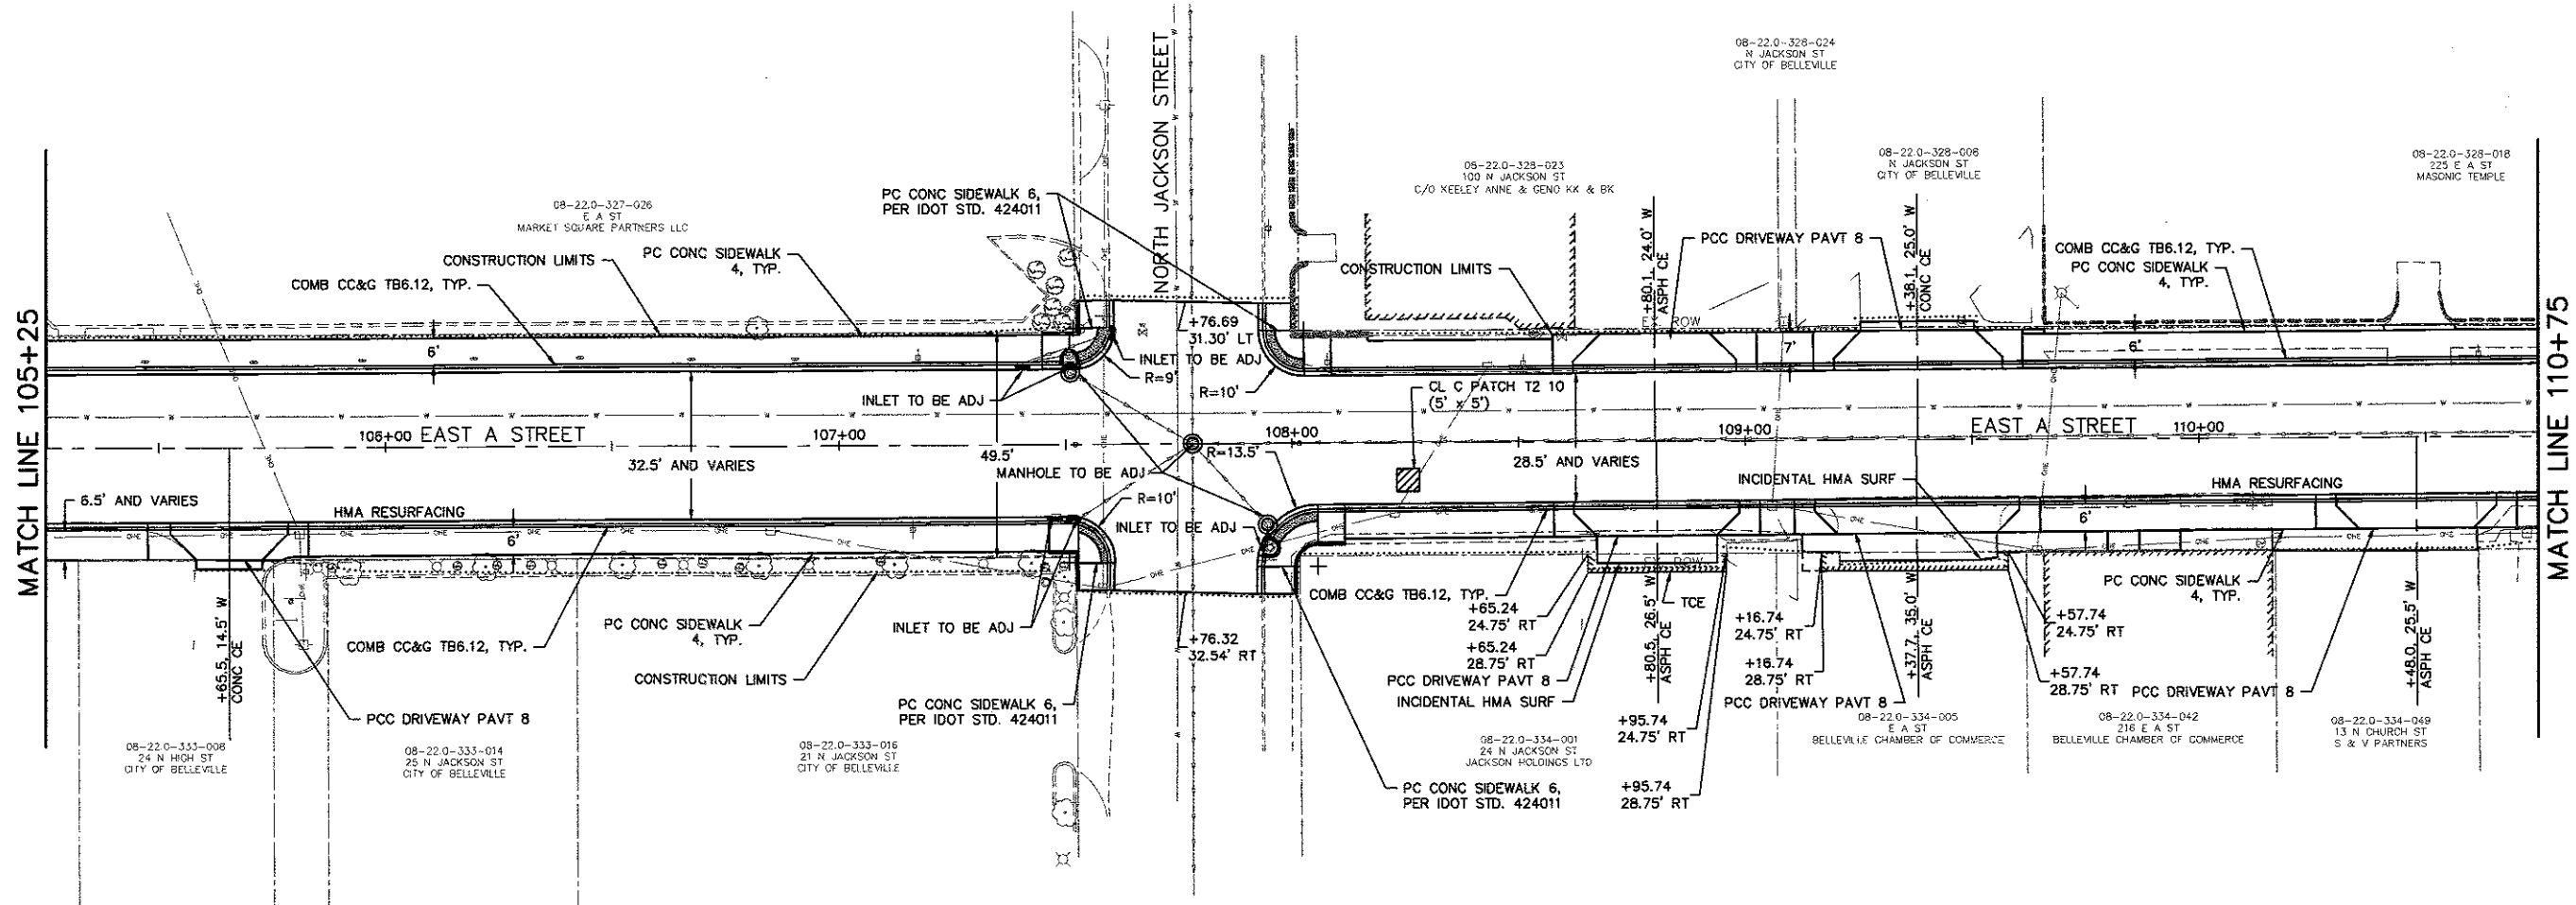 MATCH LINE 105+25
08-22.0-327-026
E A ST
MARKET SQUARE PARTNERS LLC
CONSTRUCTION LIMITS
PC CONC SIDEWALK
4, TYP.
COMB CC&G TB6.12, TYP.
PC CONC SIDEWALK 6,
PER IDOT STD. 424011
NORTH JACKSON STREET
+76.69
31.30' LT
INLET TO BE ADJ
R=9'
R=10'
INLET TO BE ADJ
6'
08-22.0-328-023
100 N JACKSON ST
C/O KEELEY ANNE & GENO KK & BK
CONSTRUCTION LIMITS
08-22.0-328-024
N JACKSON ST
CITY OF BELLEVILLE
+80.1, 24.0' W
ASPH CE
PCC DRIVEWAY PAVT 8
08-22.0-328-006
N JACKSON ST
CITY OF BELLEVILLE
+38.1, 25.0' W
CONC CE
ROW
7'
08-22.0-328-018
225 E A ST
MASONIC TEMPLE
COMB CC&G TB6.12, TYP.
PC CONC SIDEWALK
4, TYP.
6'
MATCH LINE 110+75
CL C PATCH T2 10
(5' x 5')
106+00
EAST A STREET
107+00
108+00
109+00
EAST A STREET
110+00
32.5' AND VARIES
49.5'
MANHOLE TO BE ADJ
R=13.5'
28.5' AND VARIES
INCIDENTAL HMA SURF
HMA RESURFACING
6.5' AND VARIES
HMA RESURFACING
R=10'
INLET TO BE ADJ
6'
6'
+65.5, 14.5' W
CONC CE
COMB CC&G TB6.12, TYP.
PC CONC SIDEWALK
4, TYP.
CONSTRUCTION LIMITS
INLET TO BE ADJ
PCC DRIVEWAY PAVT 8
PC CONC SIDEWALK 6,
PER IDOT STD. 424011
+76.32
32.54' RT
COMB CC&G TB6.12, TYP.
+65.24
24.75' RT
+65.24
28.75' RT
PCC DRIVEWAY PAVT 8
INCIDENTAL HMA SURF
ROW
TCE
+80.5, 26.5' W
ASPH CE
+95.74
24.75' RT
+95.74
28.75' RT
+16.74
24.75' RT
+16.74
28.75' RT
PCC DRIVEWAY PAVT 8
+37.7, 35.0' W
ASPH CE
+57.74
24.75' RT
+57.74
28.75' RT
PC CONC SIDEWALK
4, TYP.
PCC DRIVEWAY PAVT 8
+48.0, 25.5' W
ASPH CE
08-22.0-333-008
24 N HIGH ST
CITY OF BELLEVILLE
08-22.0-333-014
25 N JACKSON ST
CITY OF BELLEVILLE
08-22.0-333-016
21 N JACKSON ST
CITY OF BELLEVILLE
08-22.0-334-001
24 N JACKSON ST
JACKSON HOLDINGS LTD
PC CONC SIDEWALK 6,
PER IDOT STD. 424011
08-22.0-334-005
E A ST
BELLEVILLE CHAMBER OF COMMERCE
08-22.0-334-042
216 E A ST
BELLEVILLE CHAMBER OF COMMERCE
08-22.0-334-049
13 N CHURCH ST
S & V PARTNERS